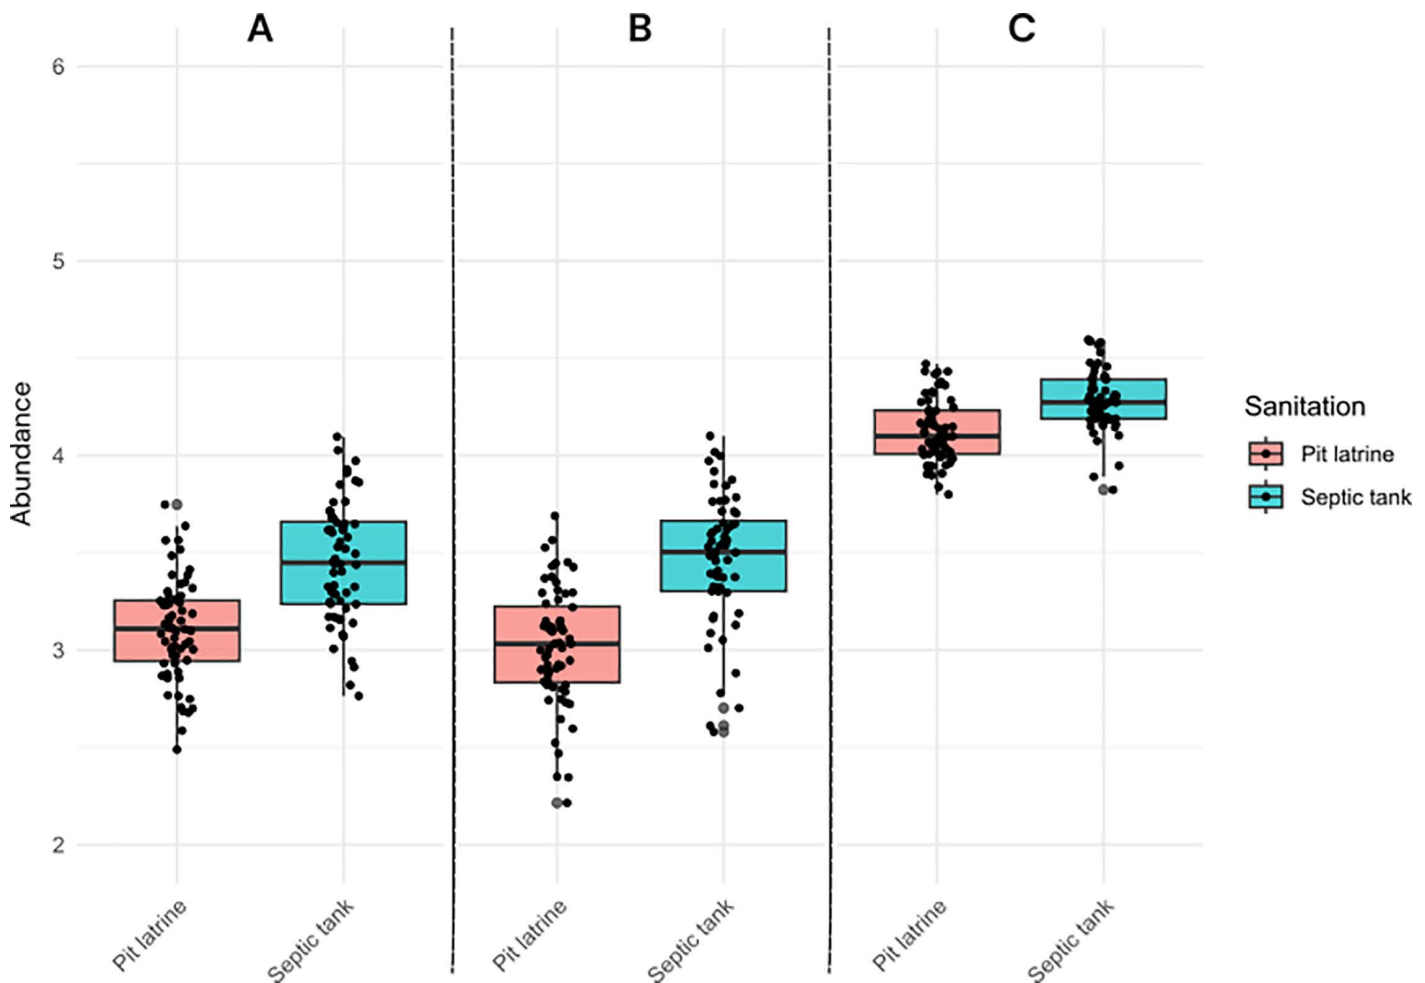 A B C
6
5
4
3
2
Abundance
Pit latrine Septic tank Pit latrine Septic tank Pit latrine Septic tank
Sanitation
Pit latrine
Septic tank